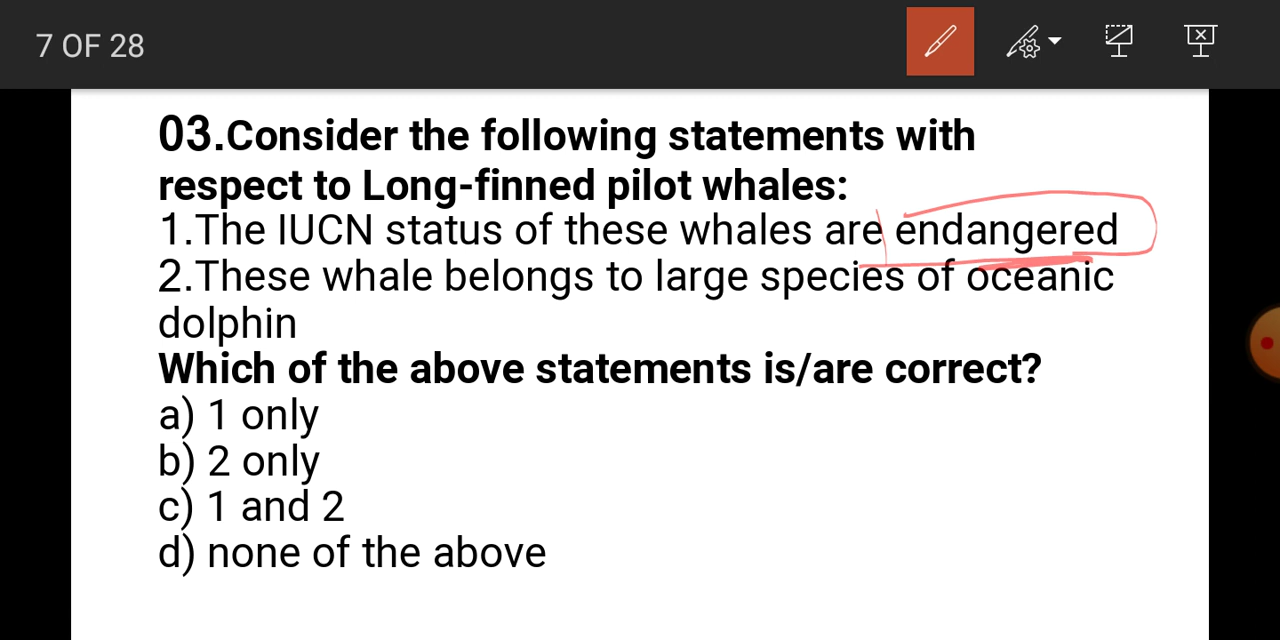 7 OF 28
03.Consider the following statements with
respect to Long-finned pilot whales:
1.The IUCN status of these whales are endangered
2.These whale belongs to large species of oceanic
dolphin
Which of the above statements is/are correct?
a) 1 only
b) 2 only
c) 1 and 2
d) none of the above